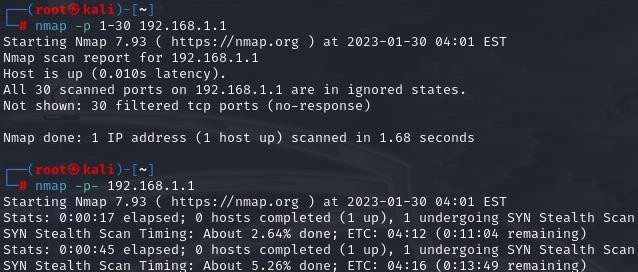 ┌──(root㉿kali)-[~]
└─# nmap -p 1-30 192.168.1.1
Starting Nmap 7.93 ( https://nmap.org ) at 2023-01-30 04:01 EST
Nmap scan report for 192.168.1.1
Host is up (0.010s latency).
All 30 scanned ports on 192.168.1.1 are in ignored states.
Not shown: 30 filtered tcp ports (no-response)
Nmap done: 1 IP address (1 host up) scanned in 1.68 seconds
┌──(root㉿kali)-[~]
└─# nmap -p- 192.168.1.1
Starting Nmap 7.93 ( https://nmap.org ) at 2023-01-30 04:01 EST
Stats: 0:00:17 elapsed; 0 hosts completed (1 up), 1 undergoing SYN Stealth Scan
SYN Stealth Scan Timing: About 2.64% done; ETC: 04:12 (0:11:04 remaining)
Stats: 0:00:45 elapsed; 0 hosts completed (1 up), 1 undergoing SYN Stealth Scan
SYN Stealth Scan Timing: About 5.26% done; ETC: 04:16 (0:13:49 remaining)